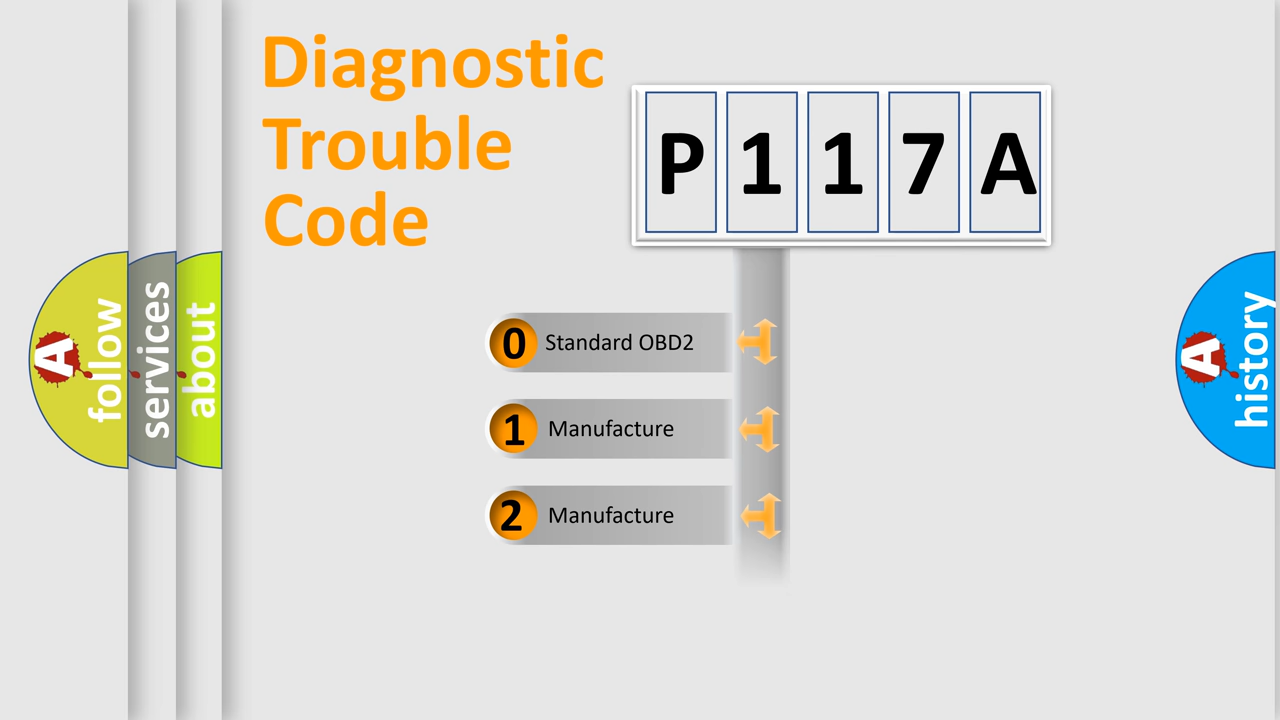 Diagnostic
Trouble
Code
P 1 1 7 A
0 Standard OBD2
1 Manufacture
2 Manufacture
A follow
services
about
A history